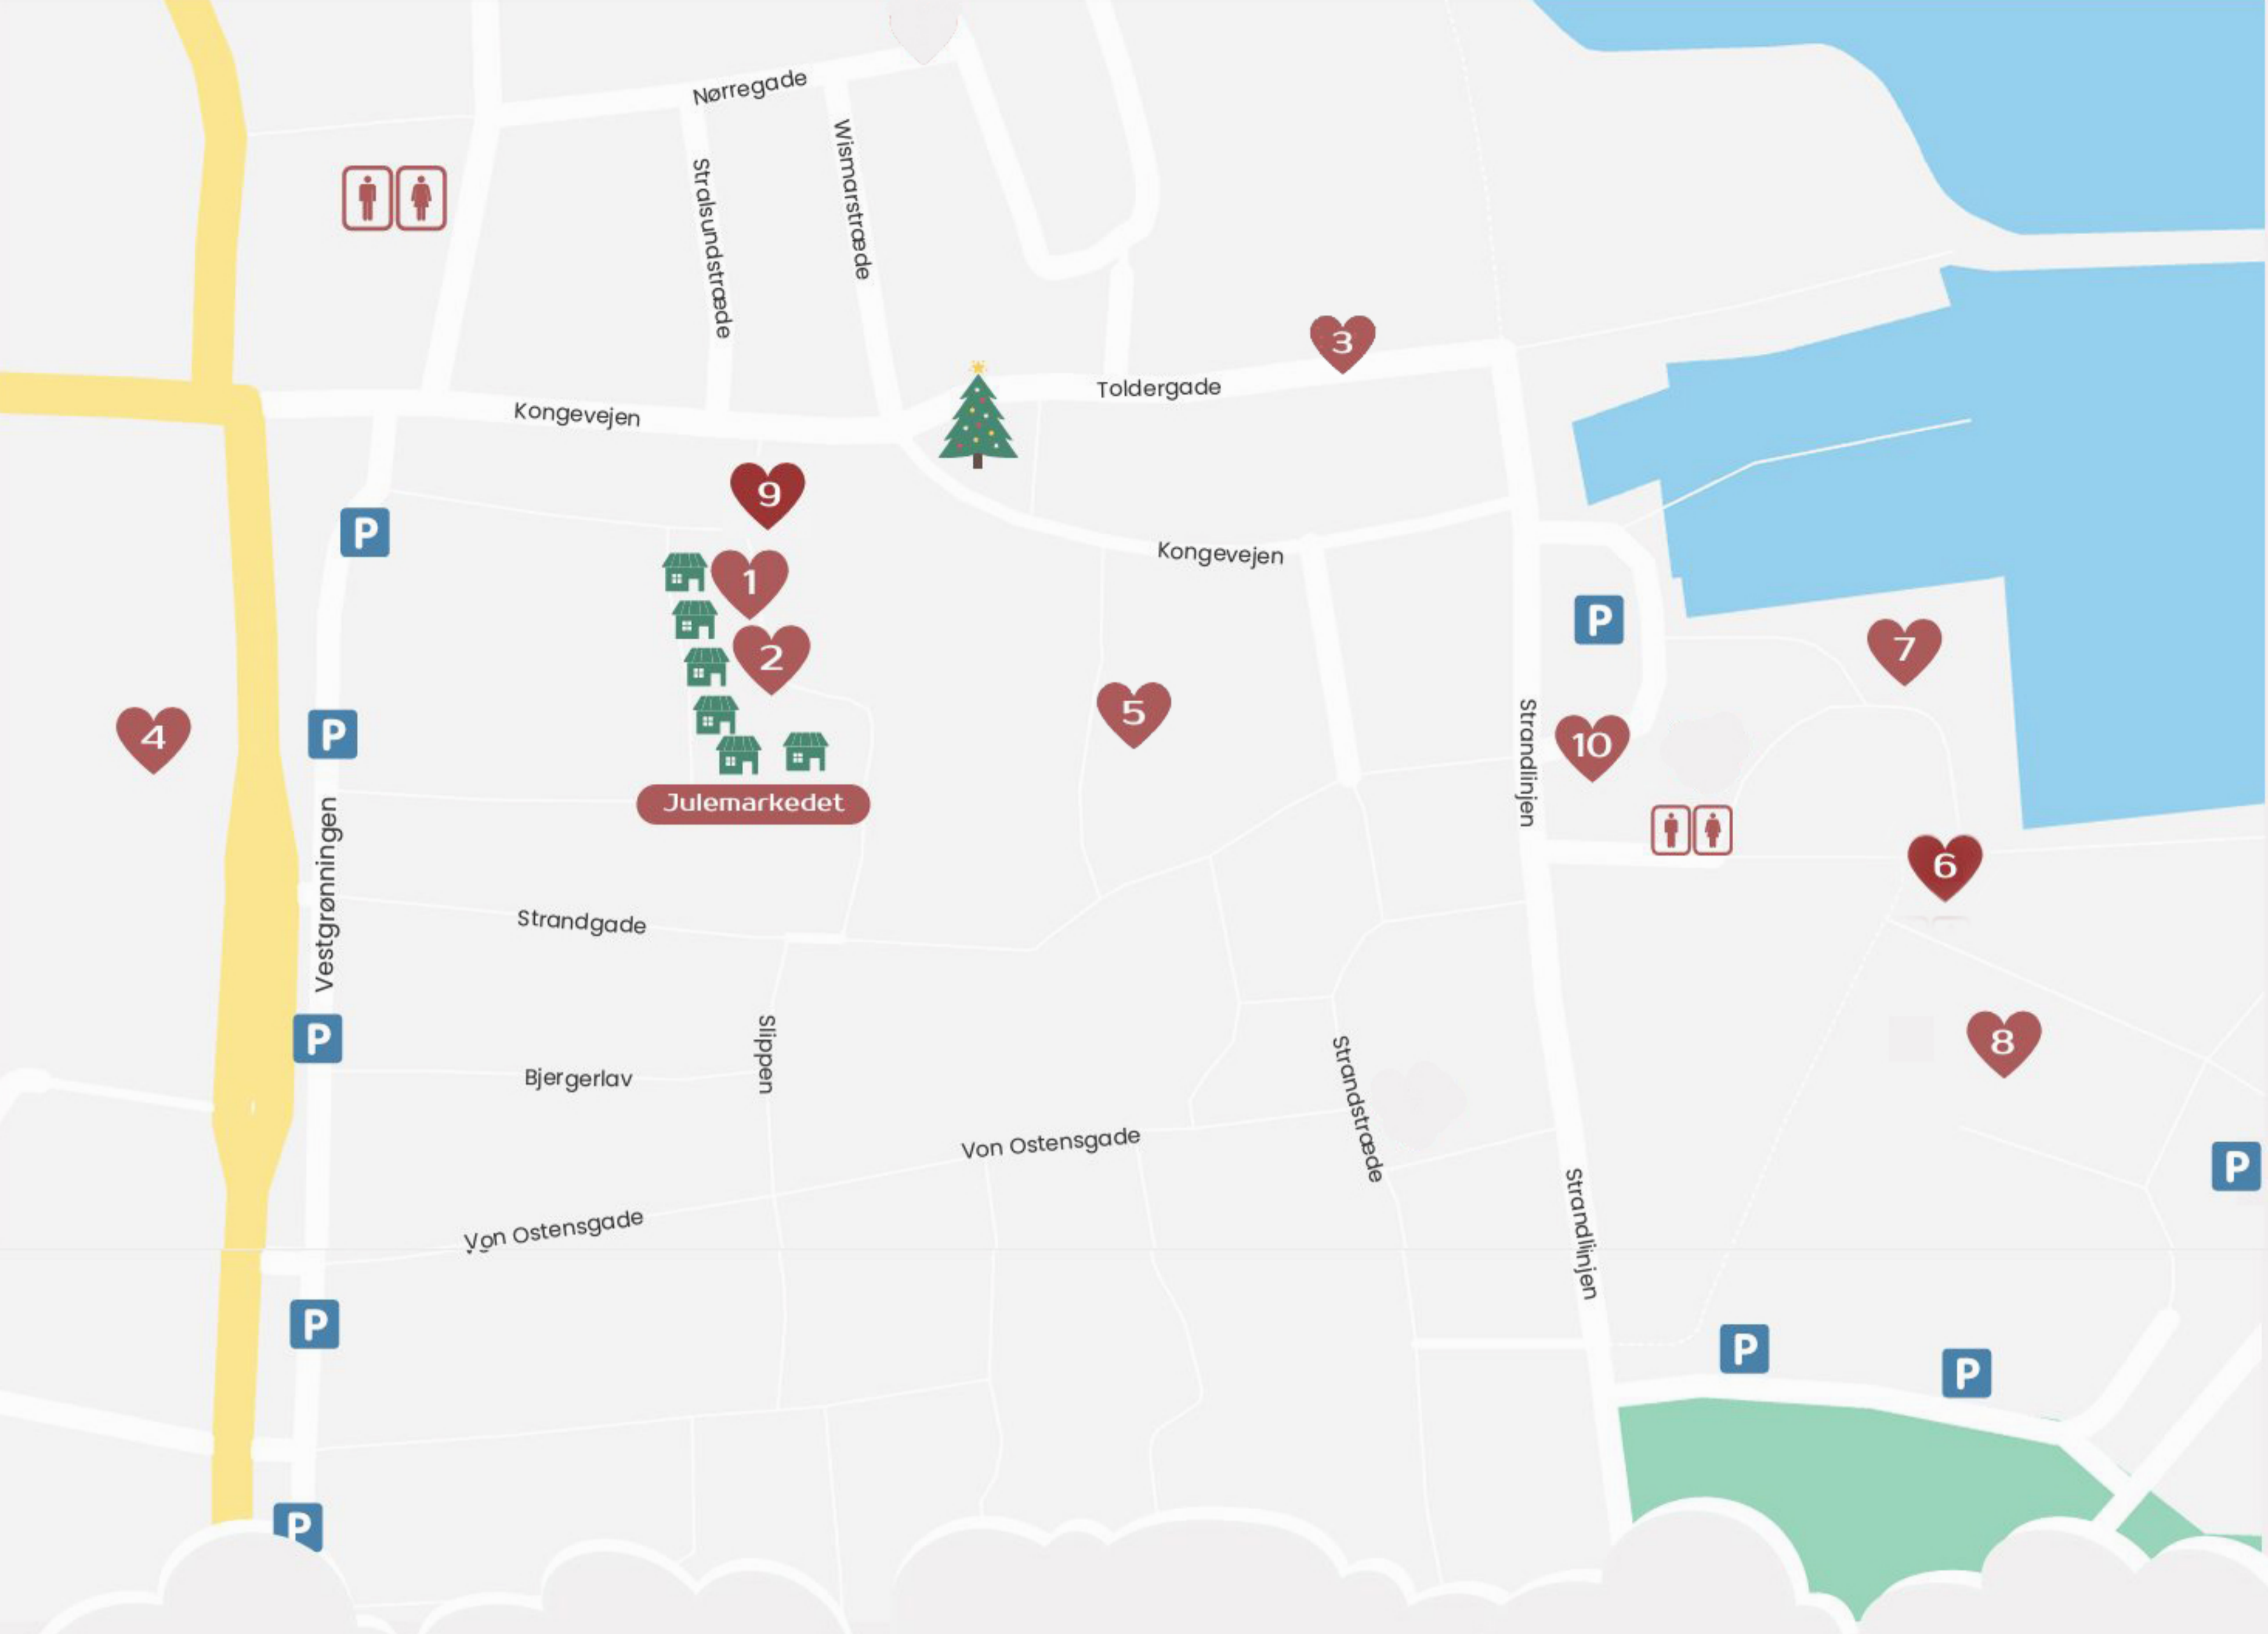 Nørregade
Wismarstræde
Stralsundstræde
3
Toldergade
Kongevejen
9
P
Kongevejen
1
P
2
7
5
4
P
Strandlinjen
10
Julemarkedet
Vestgrønningen
6
Strandgade
P
Slippen
8
Bjergerlav
Strandstræde
Von Ostensgade
P
Von Ostensgade
Strandlinjen
P
P
P
P